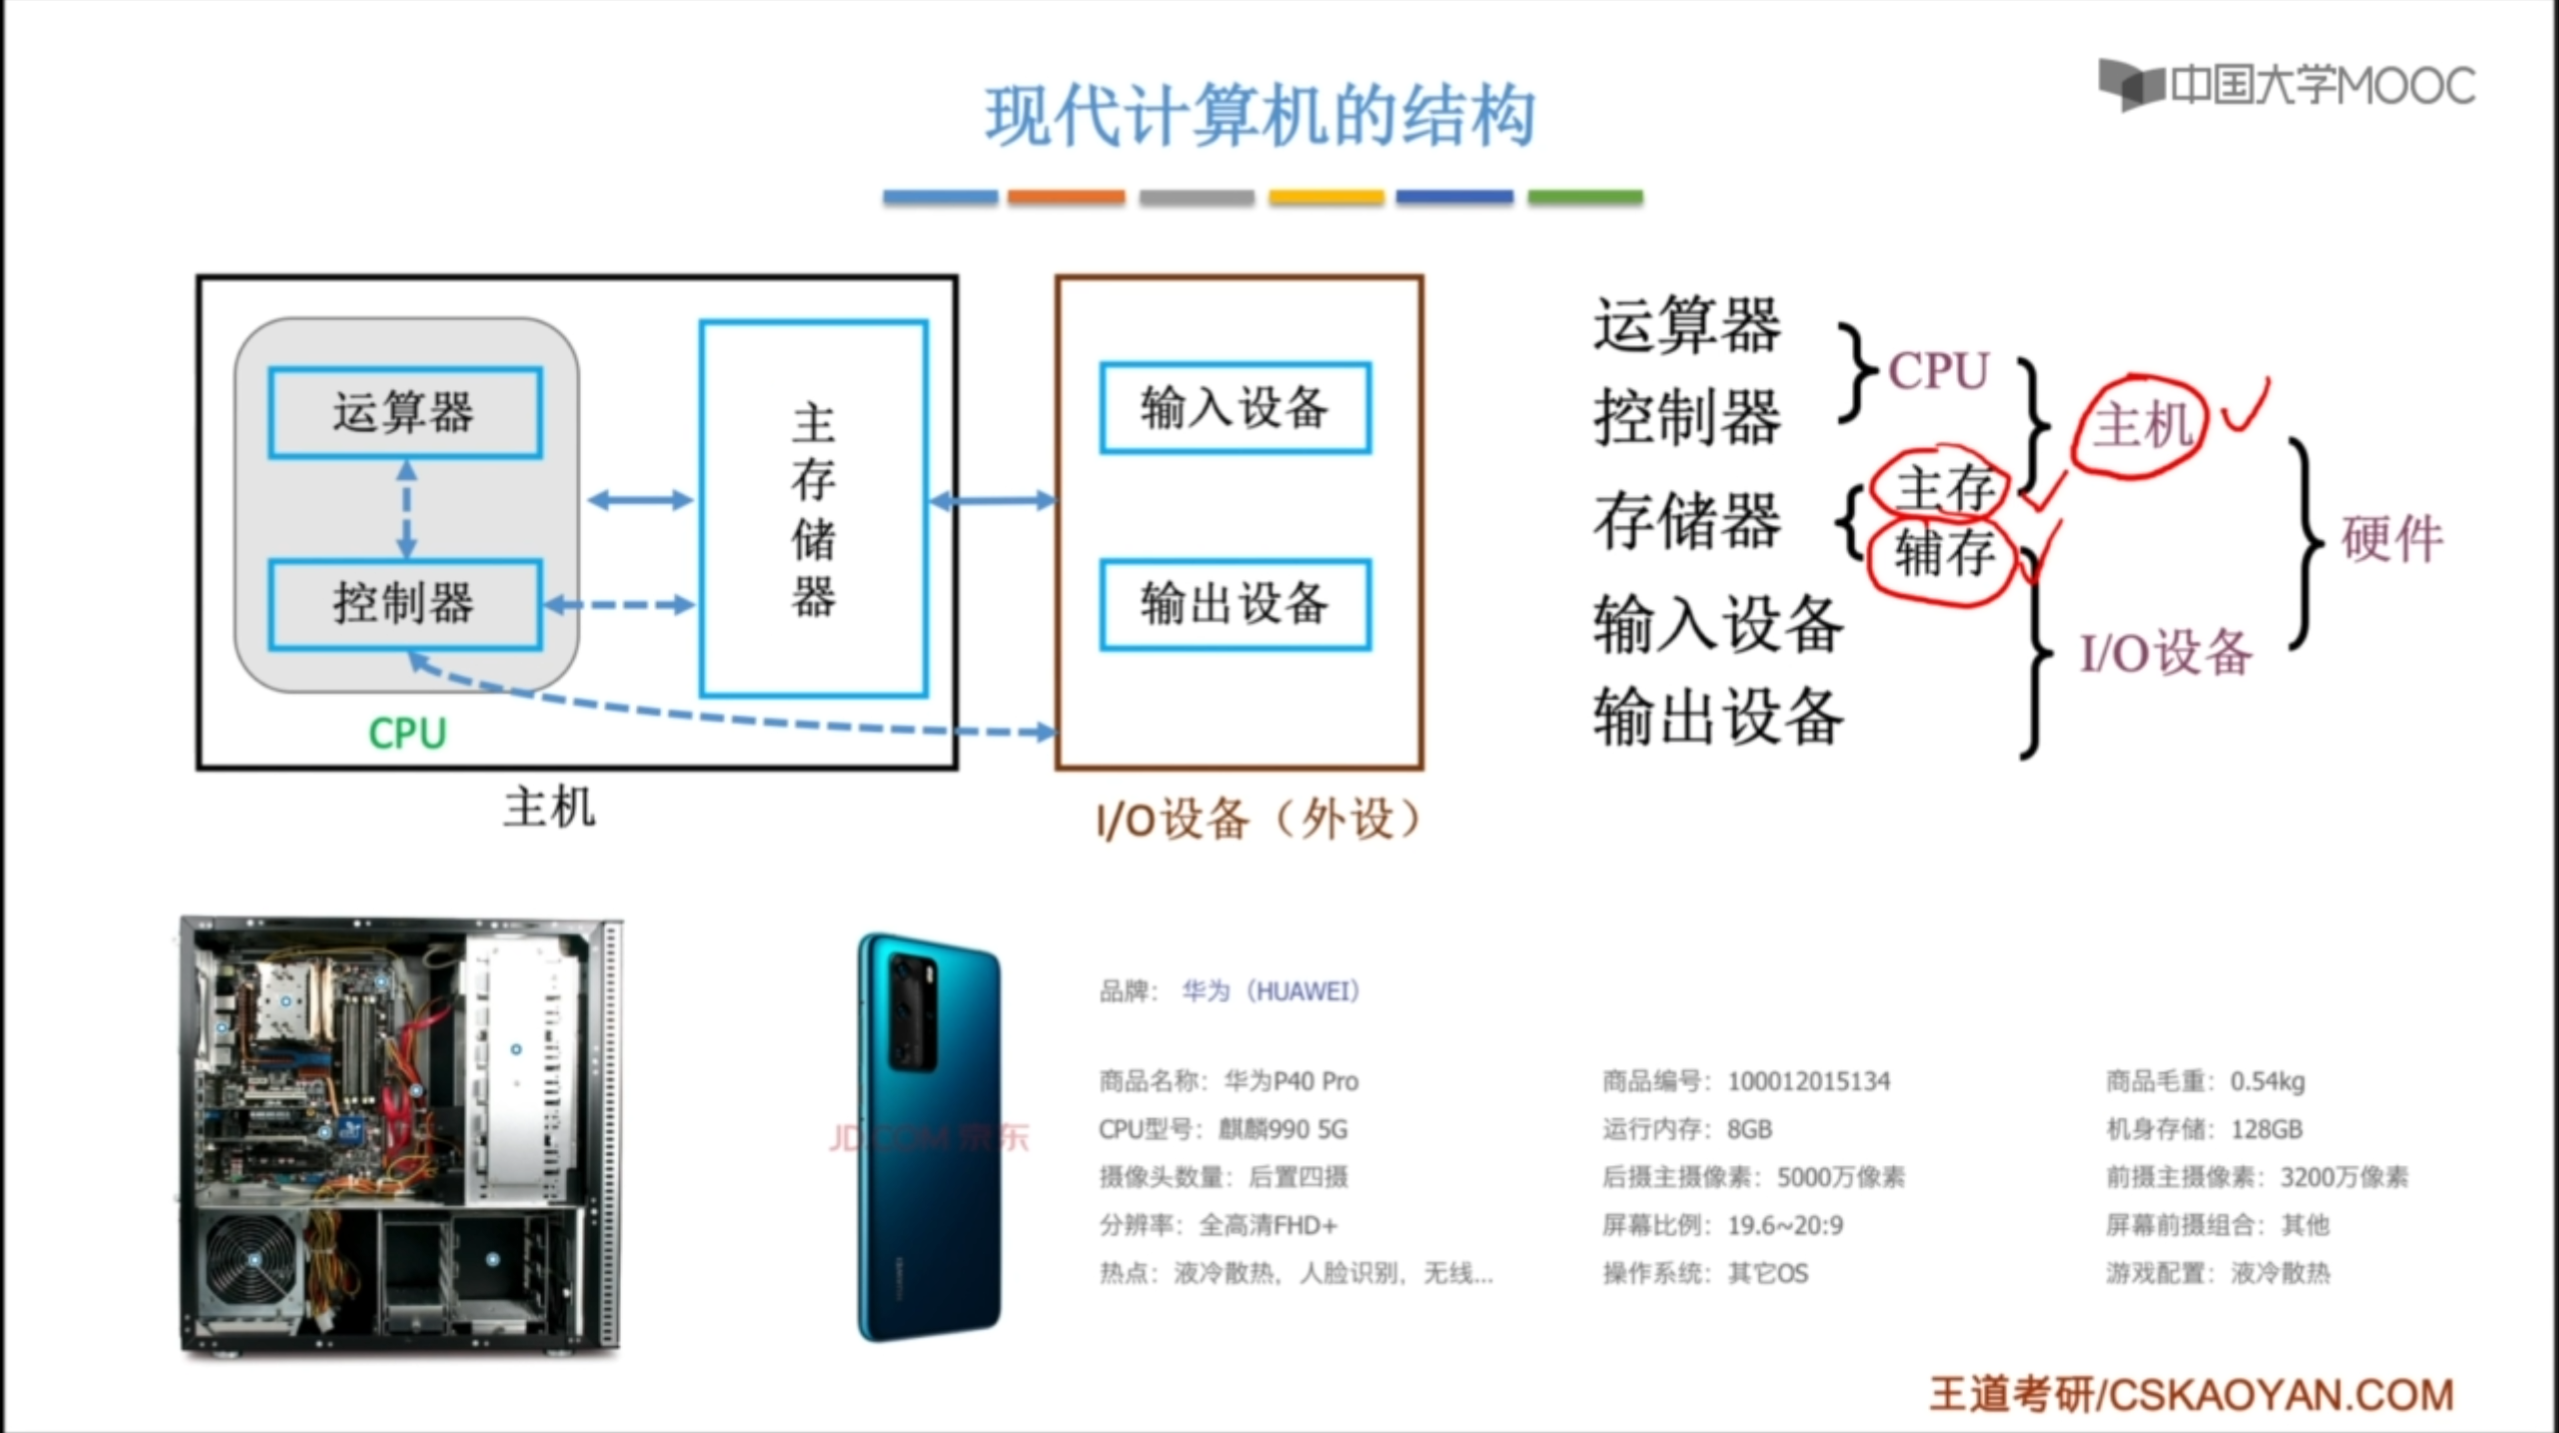 中国大学MOOC
现代计算机的结构
运算器
控制器
CPU
主存储器
主机
输入设备
输出设备
I/O设备（外设）
运算器
控制器
存储器
输入设备
输出设备
CPU
主存
辅存
主机
I/O设备
硬件
JD.COM 京东
品牌： 华为（HUAWEI）
商品名称：华为P40 Pro 商品编号：100012015134 商品毛重：0.54kg
CPU型号：麒麟990 5G 运行内存：8GB 机身存储：128GB
摄像头数量：后置四摄 后摄主摄像素：5000万像素 前摄主摄像素：3200万像素
分辨率：全高清FHD+ 屏幕比例：19.6~20:9 屏幕前摄组合：其他
热点：液冷散热，人脸识别，无线... 操作系统：其它OS 游戏配置：液冷散热
王道考研/CSKAOYAN.COM